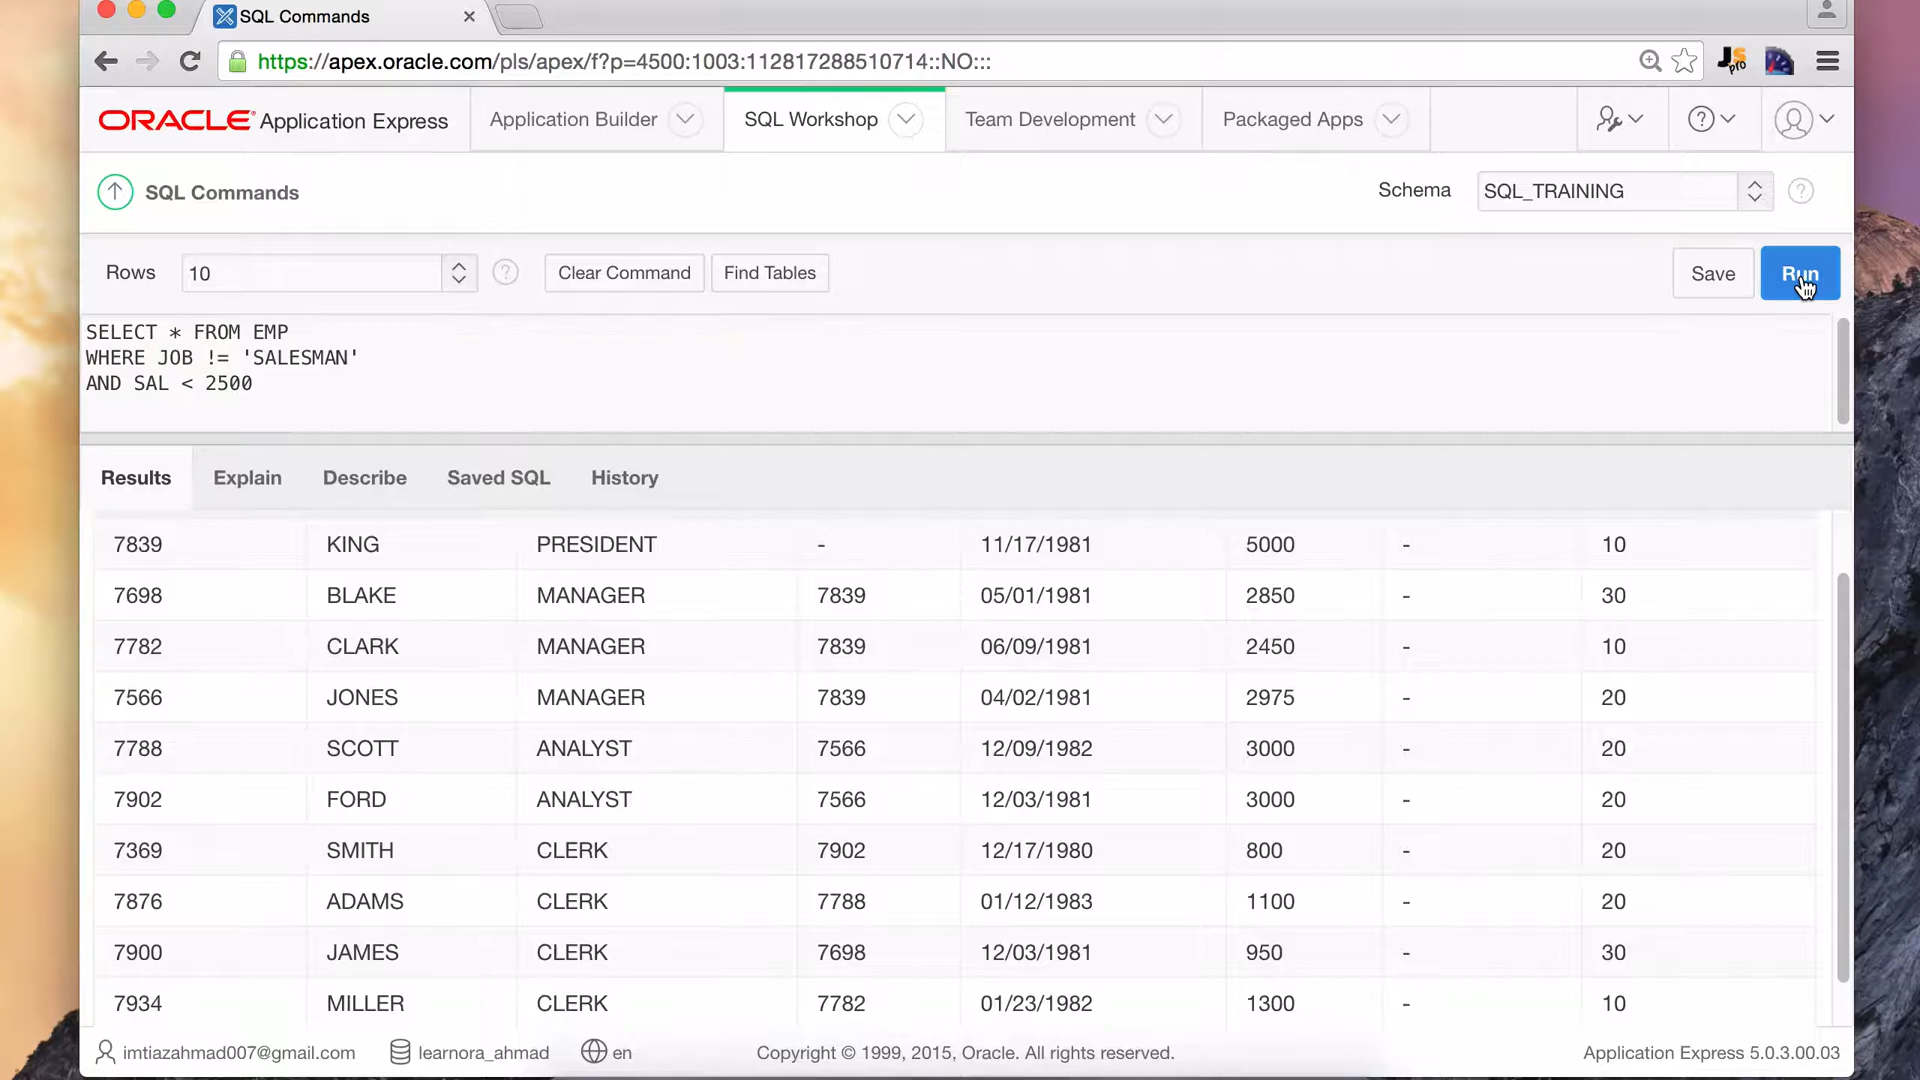 SQL Commands
https://apex.oracle.com/pls/apex/f?p=4500:1003:112817288510714::NO:::
JS pro
ORACLE Application Express Application Builder SQL Workshop Team Development Packaged Apps
SQL Commands Schema SQL_TRAINING
Rows 10 Clear Command Find Tables Save Run
SELECT * FROM EMP
WHERE JOB != 'SALESMAN'
AND SAL < 2500
Results Explain Describe Saved SQL History
7839 KING PRESIDENT - 11/17/1981 5000 - 10
7698 BLAKE MANAGER 7839 05/01/1981 2850 - 30
7782 CLARK MANAGER 7839 06/09/1981 2450 - 10
7566 JONES MANAGER 7839 04/02/1981 2975 - 20
7788 SCOTT ANALYST 7566 12/09/1982 3000 - 20
7902 FORD ANALYST 7566 12/03/1981 3000 - 20
7369 SMITH CLERK 7902 12/17/1980 800 - 20
7876 ADAMS CLERK 7788 01/12/1983 1100 - 20
7900 JAMES CLERK 7698 12/03/1981 950 - 30
7934 MILLER CLERK 7782 01/23/1982 1300 - 10
imtiazahmad007@gmail.com learnora_ahmad en Copyright © 1999, 2015, Oracle. All rights reserved. Application Express 5.0.3.00.03